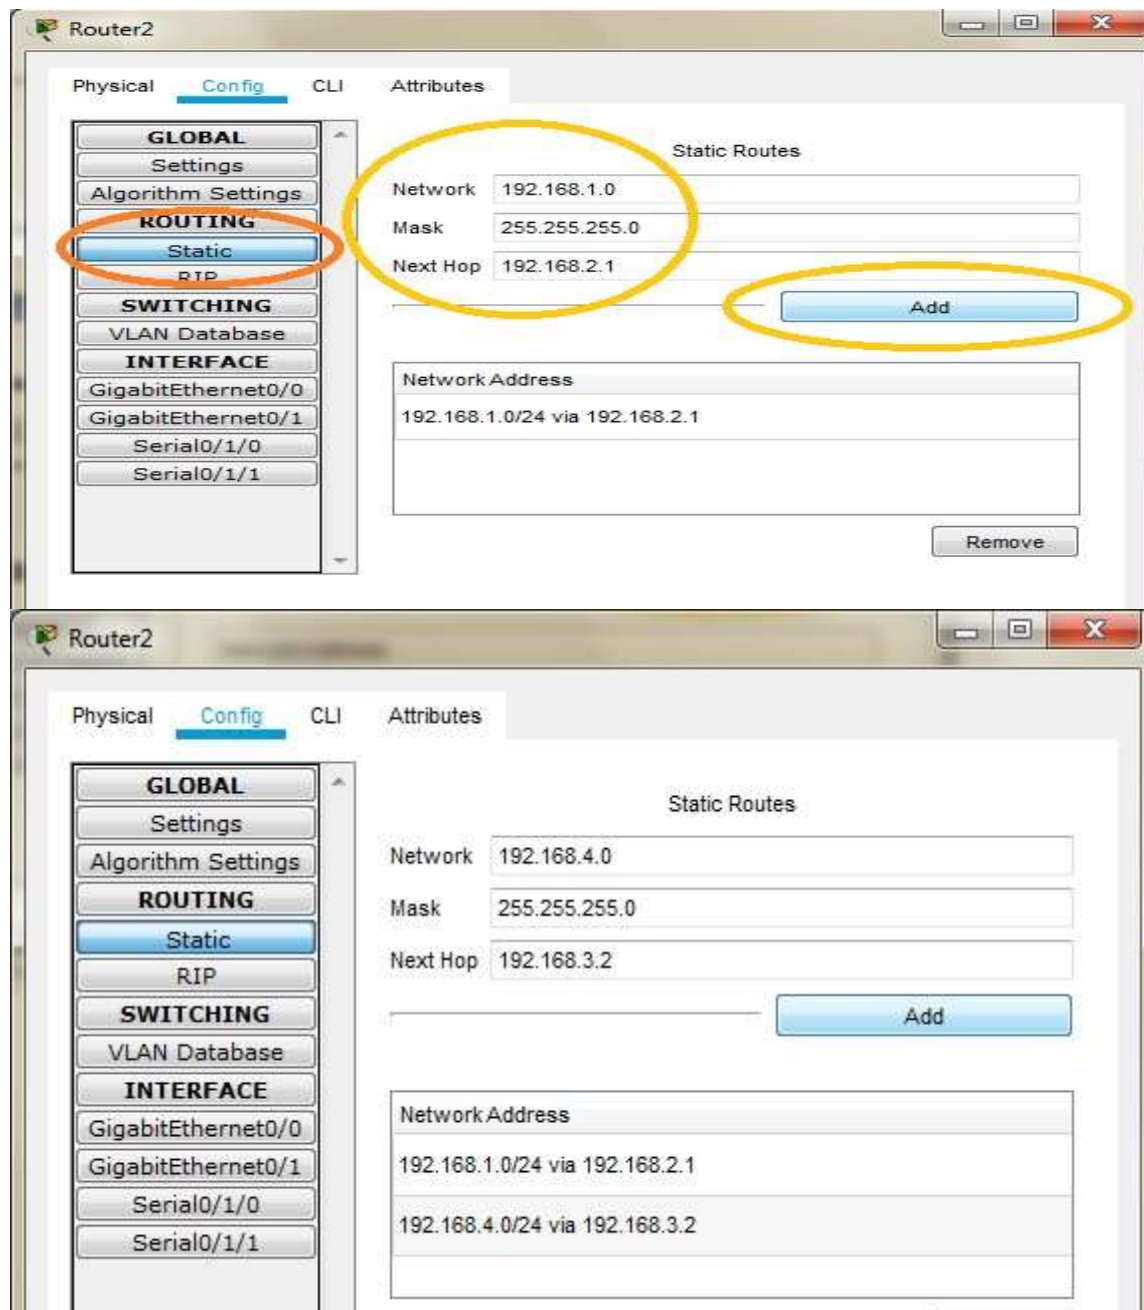 Router2
Physical Config CLI Attributes
GLOBAL
Settings
Algorithm Settings
ROUTING
Static
RIP
SWITCHING
VLAN Database
INTERFACE
GigabitEthernet0/0
GigabitEthernet0/1
Serial0/1/0
Serial0/1/1
Static Routes
Network 192.168.1.0
Mask 255.255.255.0
Next Hop 192.168.2.1
Add
Network Address
192.168.1.0/24 via 192.168.2.1
Remove
Router2
Physical Config CLI Attributes
GLOBAL
Settings
Algorithm Settings
ROUTING
Static
RIP
SWITCHING
VLAN Database
INTERFACE
GigabitEthernet0/0
GigabitEthernet0/1
Serial0/1/0
Serial0/1/1
Static Routes
Network 192.168.4.0
Mask 255.255.255.0
Next Hop 192.168.3.2
Add
Network Address
192.168.1.0/24 via 192.168.2.1
192.168.4.0/24 via 192.168.3.2